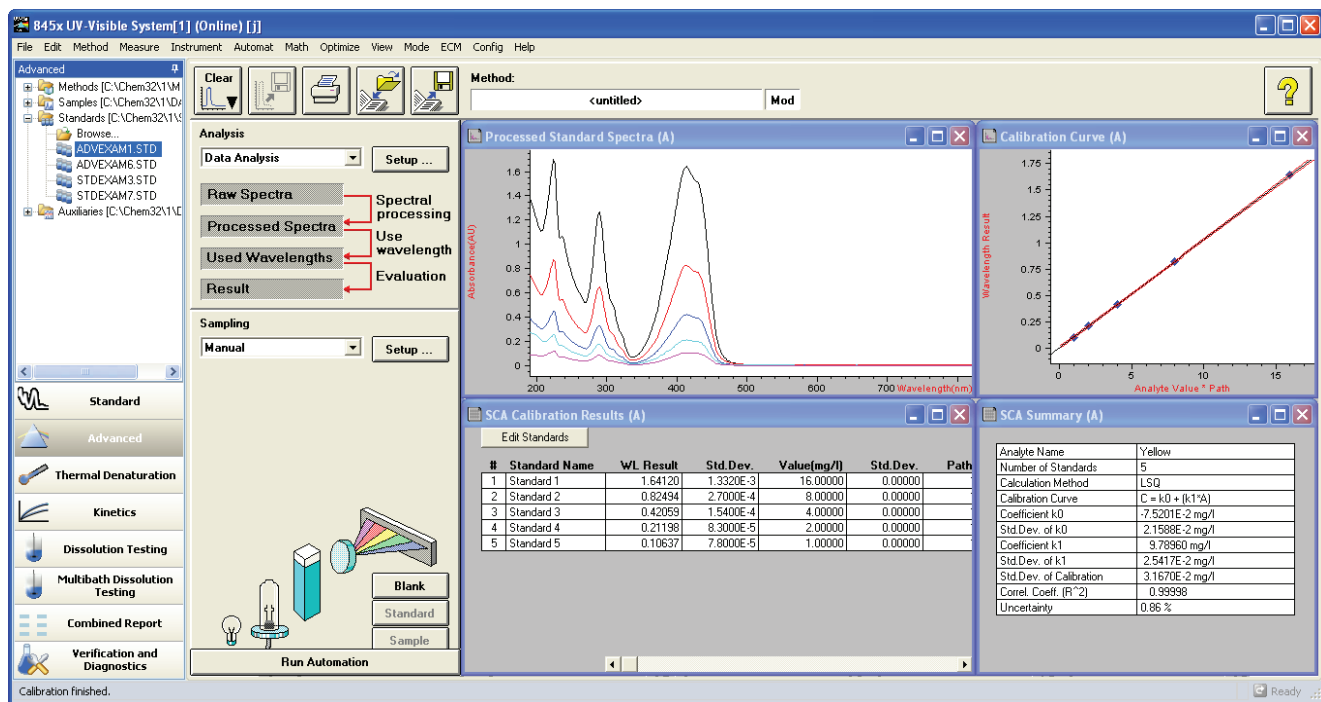 845x UV-Visible System[1] (Online) [j]
File Edit Method Measure Instrument Automat Math Optimize View Mode ECM Config Help
Advanced
Methods [C:\Chem32\1\M
Samples [C:\Chem32\1\DA
Standards [C:\Chem32\1\S
Browse...
ADVEXAM1.STD
ADVEXAM6.STD
STDEXAM3.STD
STDEXAM7.STD
Auxiliaries [C:\Chem32\1\D
Standard
Advanced
Thermal Denaturation
Kinetics
Dissolution Testing
Multibath Dissolution
Testing
Combined Report
Verification and
Diagnostics
Clear
Method:
<untitled> Mod
Analysis
Data Analysis Setup ...
Raw Spectra
Spectral
processing
Processed Spectra
Use
wavelength
Used Wavelengths
Evaluation
Result
Sampling
Manual Setup ...
Blank
Standard
Sample
Run Automation
Processed Standard Spectra (A)
Absorbance(AU)
1.6
1.4
1.2
1
0.8
0.6
0.4
0.2
0
200 300 400 500 600 700 Wavelength(nm)
Calibration Curve (A)
Wavelength Result
1.75
1.5
1.25
1
0.75
0.5
0.25
0
0 5 10 15
Analyte Value * Path
SCA Calibration Results (A)
Edit Standards
# Standard Name WL Result Std.Dev. Value(mg/l) Std.Dev. Path
1 Standard 1 1.64120 1.3320E-3 16.00000 0.00000
2 Standard 2 0.82494 2.7000E-4 8.00000 0.00000
3 Standard 3 0.42059 1.5400E-4 4.00000 0.00000
4 Standard 4 0.21198 8.3000E-5 2.00000 0.00000
5 Standard 5 0.10637 7.8000E-5 1.00000 0.00000
SCA Summary (A)
Analyte Name Yellow
Number of Standards 5
Calculation Method LSQ
Calibration Curve C = k0 + (k1*A)
Coefficient k0 -7.5201E-2 mg/l
Std.Dev. of k0 2.1588E-2 mg/l
Coefficient k1 9.78960 mg/l
Std.Dev. of k1 2.5417E-2 mg/l
Std.Dev. of Calibration 3.1670E-2 mg/l
Correl. Coeff. (R^2) 0.99998
Uncertainty 0.86 %
Calibration finished.
Ready